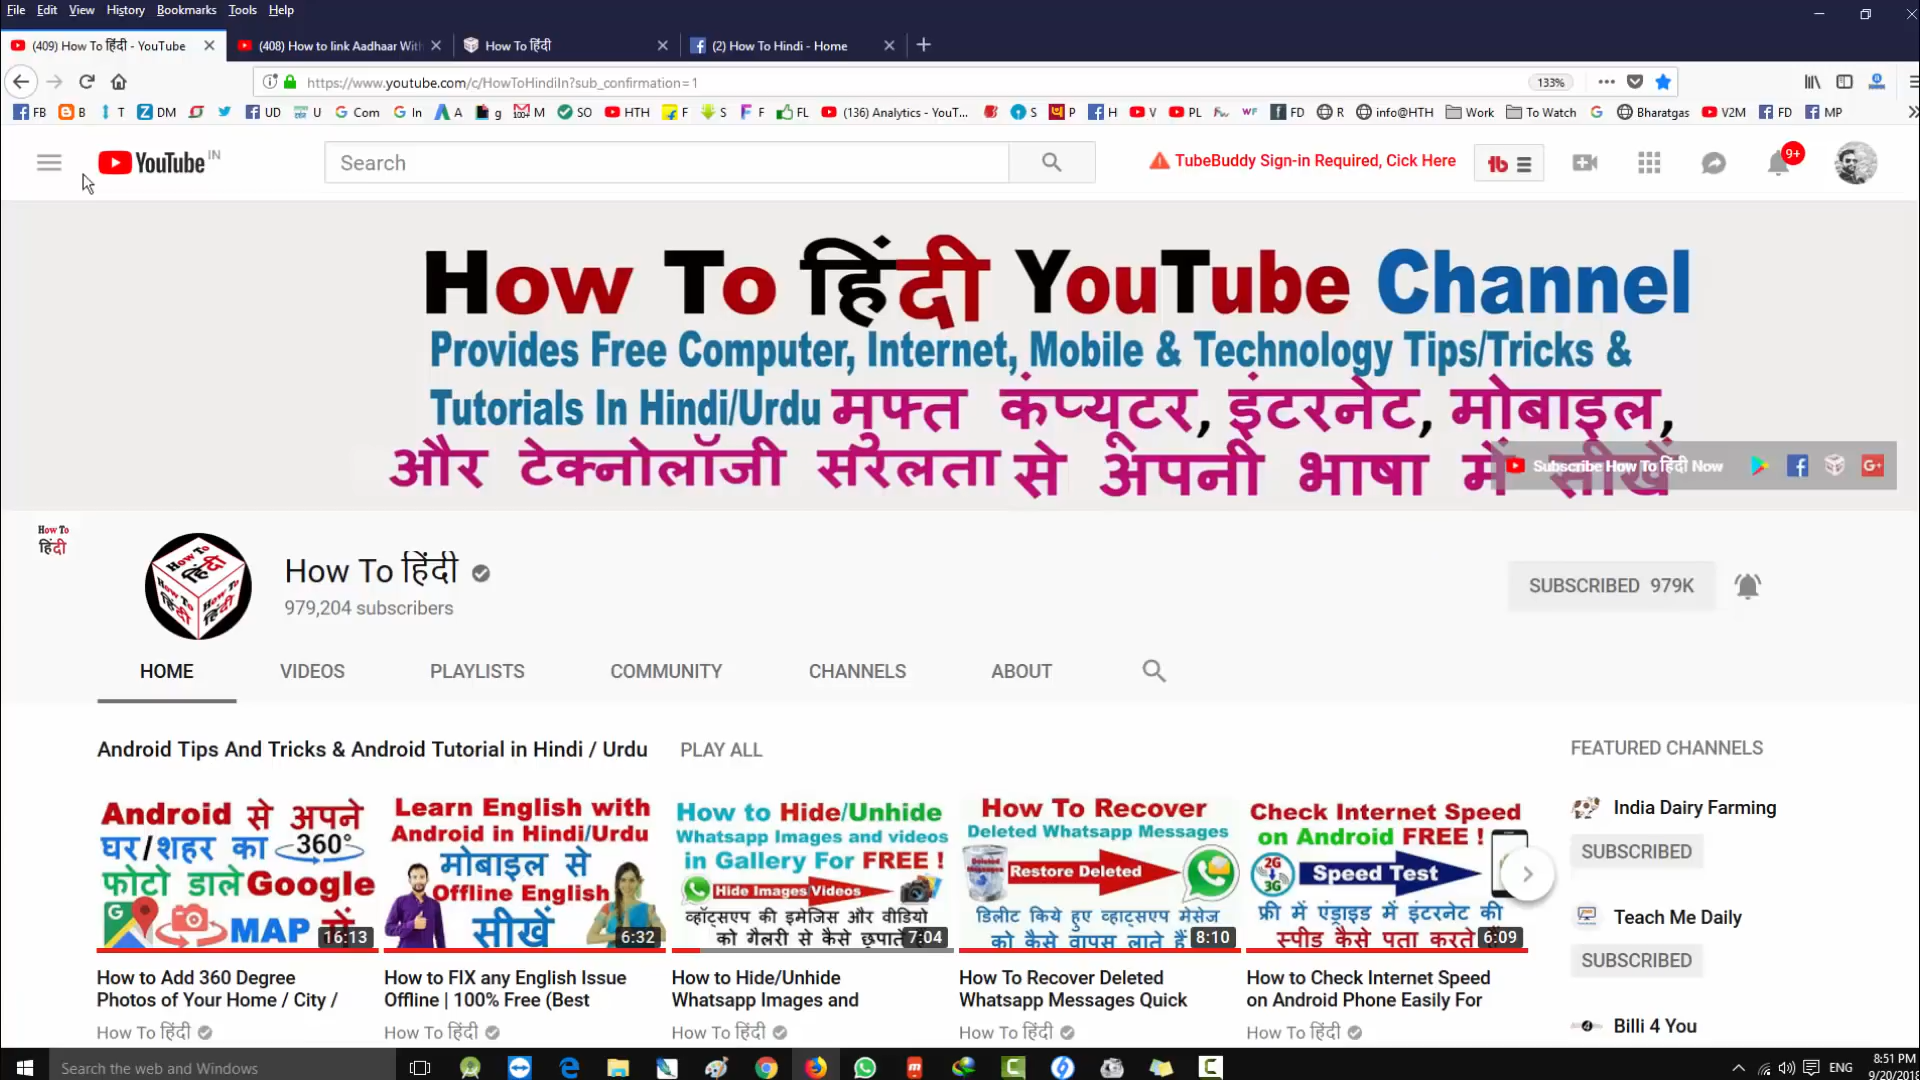 File Edit View History Bookmarks Tools Help
(409) How To हिंदी - YouTube
(408) How to link Aadhaar With
How To हिंदी
(2) How To Hindi - Home
https://www.youtube.com/c/HowToHindiIn?sub_confirmation=1
133%
FB B T DM UD U Com In A g M SO HTH F S F FL (136) Analytics - YouT... S P H V PL FD R info@HTH Work To Watch Bharatgas V2M FD MP
YouTube IN
Search
TubeBuddy Sign-in Required, Cick Here
9+
How To हिंदी YouTube Channel
Provides Free Computer, Internet, Mobile & Technology Tips/Tricks &
Tutorials In Hindi/Urdu मुफ्त कंप्यूटर, इंटरनेट, मोबाइल,
और टेक्नोलॉजी सरलता से अपनी भाषा में सीखें
Subscribe How To हिंदी Now
How To
हिंदी
How To हिंदी
979,204 subscribers
SUBSCRIBED 979K
HOME VIDEOS PLAYLISTS COMMUNITY CHANNELS ABOUT
Android Tips And Tricks & Android Tutorial in Hindi / Urdu PLAY ALL
Android से अपने
घर/शहर का 360°
फोटो डाले Google
MAP में
16:13
How to Add 360 Degree
Photos of Your Home / City /
How To हिंदी
Learn English with
Android in Hindi/Urdu
मोबाइल से
Offline English
सीखें
6:32
How to FIX any English Issue
Offline | 100% Free (Best
How To हिंदी
How to Hide/Unhide
Whatsapp Images and videos
in Gallery For FREE !
Hide Images/Videos
व्हॉट्सएप की इमेजिस और वीडियो
को गैलरी से कैसे छुपाते
7:04
How to Hide/Unhide
Whatsapp Images and
How To हिंदी
How To Recover
Deleted Whatsapp Messages
Restore Deleted
डिलीट किये हुए व्हाट्सएप मेसेज
को कैसे वापस लाते हैं
8:10
How To Recover Deleted
Whatsapp Messages Quick
How To हिंदी
Check Internet Speed
on Android FREE !
2G
3G
Speed Test
फ्री में एंड्राइड में इंटरनेट की
स्पीड कैसे पता करते
6:09
How to Check Internet Speed
on Android Phone Easily For
How To हिंदी
FEATURED CHANNELS
India Dairy Farming
SUBSCRIBED
Teach Me Daily
SUBSCRIBED
Billi 4 You
Search the web and Windows
ENG
8:51 PM
9/20/2018